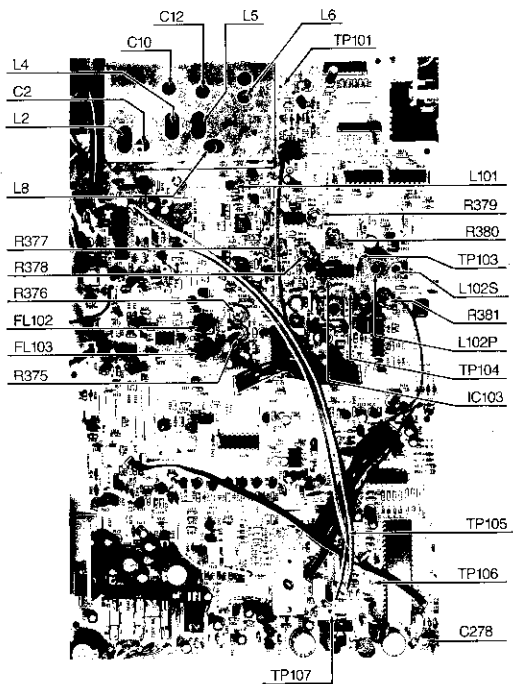 C12
L5
L6
C10
TP101
L4
C2
L2
L8
L101
R379
R377
R380
R378
TP103
R376
L102S
FL102
R381
FL103
L102P
R375
TP104
IC103
TP105
TP106
C278
TP107